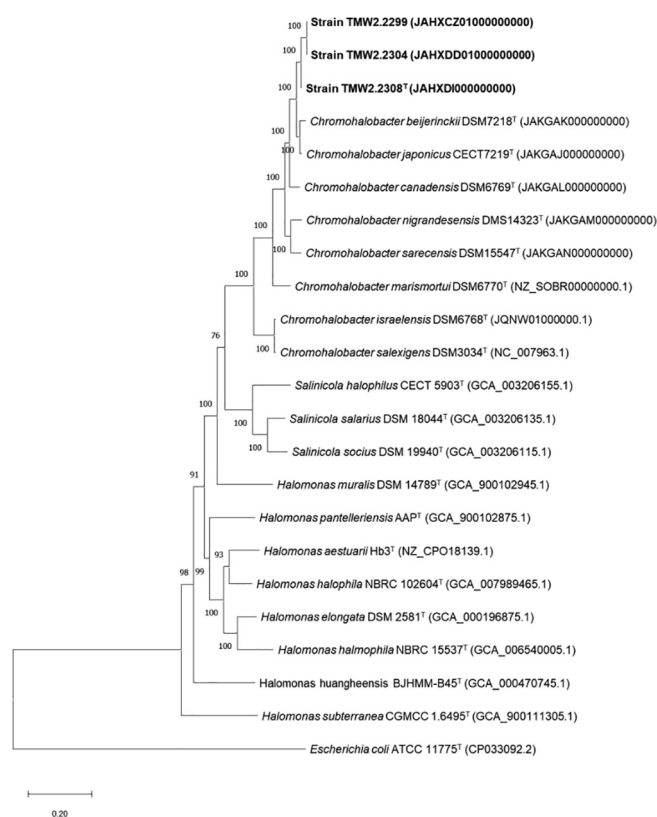 100
Strain TMW2.2299 (JAHXCZ01000000000)
100
Strain TMW2.2304 (JAHXDD01000000000)
100
Strain TMW2.2308ᵀ (JAHXDI000000000)
100
Chromohalobacter beijerinckii DSM7218ᵀ (JAKGAK000000000)
100
Chromohalobacter japonicus CECT7219ᵀ (JAKGAJ000000000)
100
Chromohalobacter canadensis DSM6769ᵀ (JAKGAL000000000)
100
Chromohalobacter nigrandesensis DMS14323ᵀ (JAKGAM000000000)
100
Chromohalobacter sarecensis DSM15547ᵀ (JAKGAN000000000)
100
Chromohalobacter marismortui DSM6770ᵀ (NZ_SOBR00000000.1)
Chromohalobacter israelensis DSM6768ᵀ (JQNW01000000.1)
76
100
Chromohalobacter salexigens DSM3034ᵀ (NC_007963.1)
Salinicola halophilus CECT 5903ᵀ (GCA_003206155.1)
100
Salinicola salarius DSM 18044ᵀ (GCA_003206135.1)
100
100
Salinicola socius DSM 19940ᵀ (GCA_003206115.1)
91
Halomonas muralis DSM 14789ᵀ (GCA_900102945.1)
Halomonas pantelleriensis AAPᵀ (GCA_900102875.1)
93
Halomonas aestuarii Hb3ᵀ (NZ_CPO18139.1)
98
99
Halomonas halophila NBRC 102604ᵀ (GCA_007989465.1)
100
Halomonas elongata DSM 2581ᵀ (GCA_000196875.1)
100
Halomonas halmophila NBRC 15537ᵀ (GCA_006540005.1)
Halomonas huangheensis BJHMM-B45ᵀ (GCA_000470745.1)
Halomonas subterranea CGMCC 1.6495ᵀ (GCA_900111305.1)
Escherichia coli ATCC 11775ᵀ (CP033092.2)
0.20